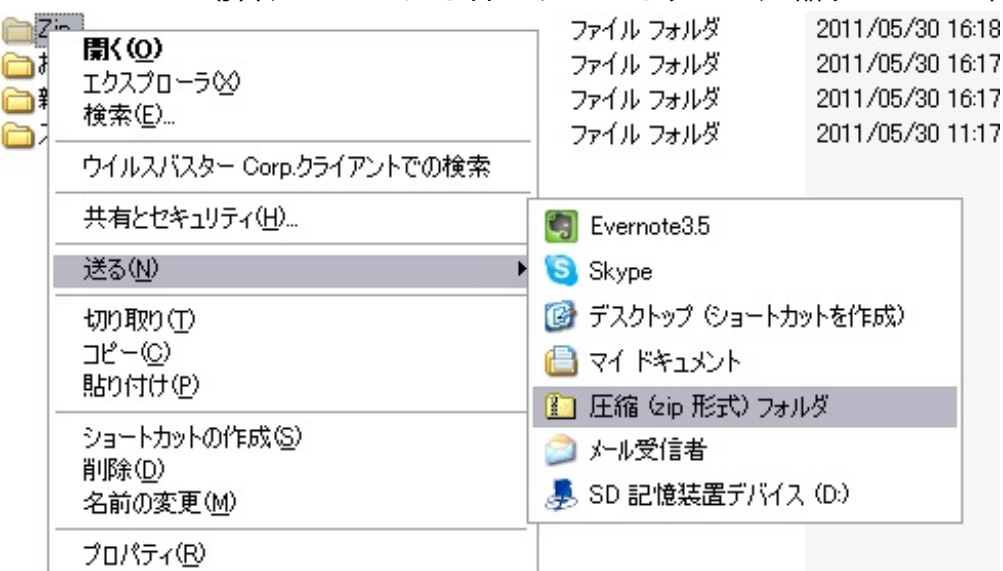 Zip
ファイル フォルダ 2011/05/30 16:18
ファイル フォルダ 2011/05/30 16:17
ファイル フォルダ 2011/05/30 16:17
ファイル フォルダ 2011/05/30 11:17
開く(O)
エクスプローラ(X)
検索(E)...
ウイルスバスター Corp.クライアントでの検索
共有とセキュリティ(H)...
送る(N)
切り取り(T)
コピー(C)
貼り付け(P)
ショートカットの作成(S)
削除(D)
名前の変更(M)
プロパティ(R)
Evernote3.5
Skype
デスクトップ (ショートカットを作成)
マイ ドキュメント
圧縮 (zip 形式) フォルダ
メール受信者
SD 記憶装置デバイス (D:)